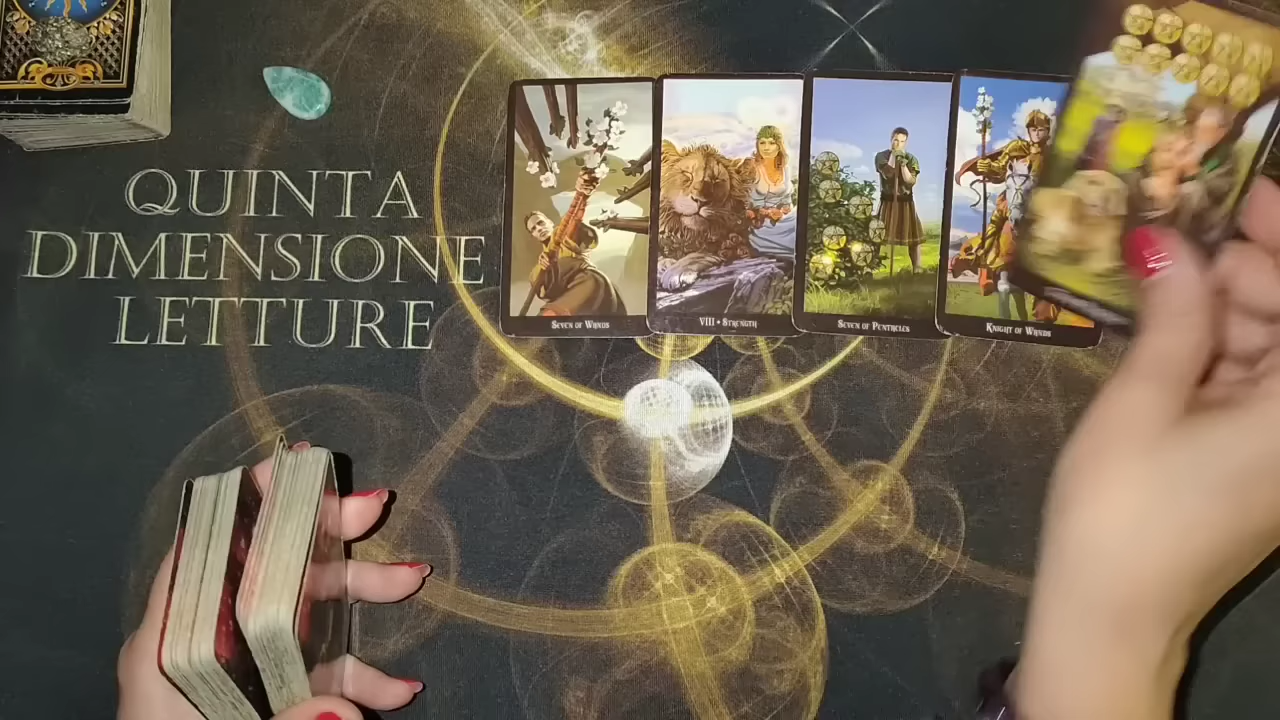 QUINTA
DIMENSIONE
LETTURE
SEVEN OF WANDS
VIII • STRENGTH
SEVEN OF PENTACLES
KNIGHT OF WANDS